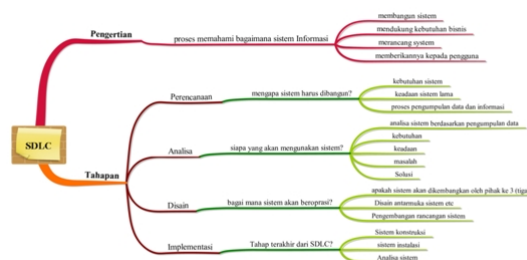 SDLC
Pengertian
proses memahami bagaimana sistem Informasi
membangun sistem
mendukung kebutuhan bisnis
merancang system
memberikannya kepada pengguna
Tahapan
Perencanaan
mengapa sistem harus dibangun?
kebutuhan sistem
keadaan sistem lama
proses pengumpulan data dan informasi
Analisa
siapa yang akan mengunakan sistem?
analisa sistem berdasarkan pengumpulan data
kebutuhan
keadaan
masalah
Solusi
Disain
bagai mana sistem akan beroprasi?
apakah sistem akan dikembangkan oleh pihak ke 3 (tiga
Disain antarmuka sistem etc
Pengembangan rancangan sistem
Implementasi
Tahap terakhir dari SDLC?
Sistem konstruksi
sistem instalasi
Analisa sistem